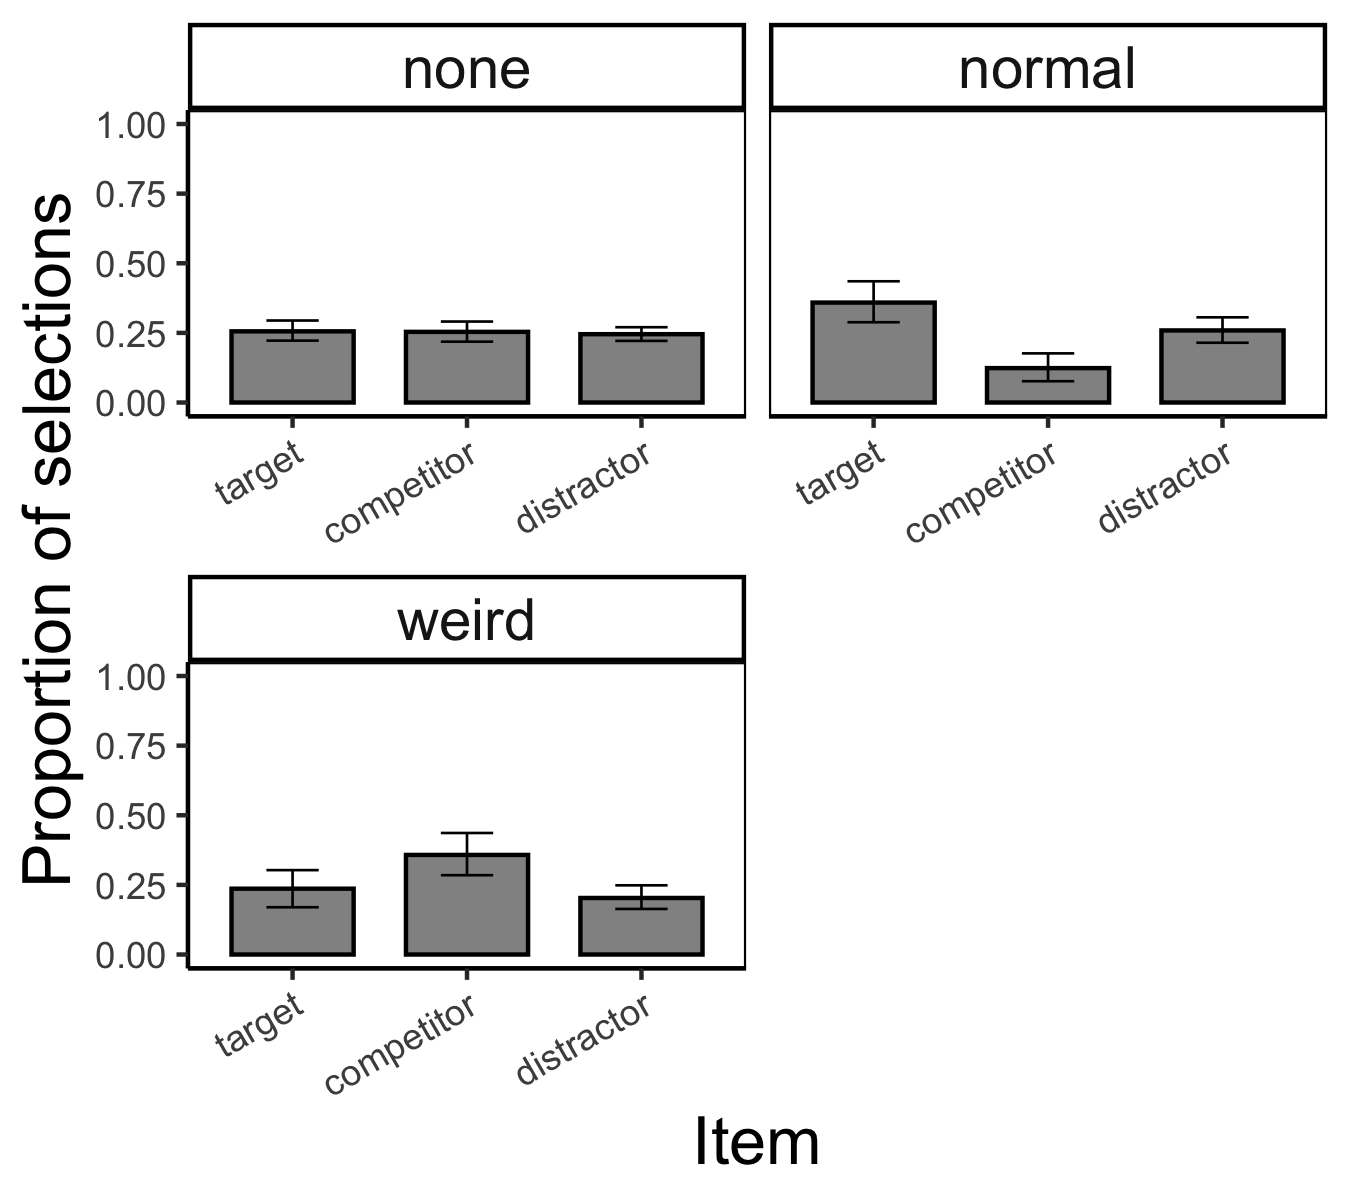 none
normal
1.00
0.75
0.50
0.25
0.00
target
competitor
distractor
target
competitor
distractor
weird
1.00
0.75
0.50
0.25
0.00
target
competitor
distractor
Proportion of selections
Item